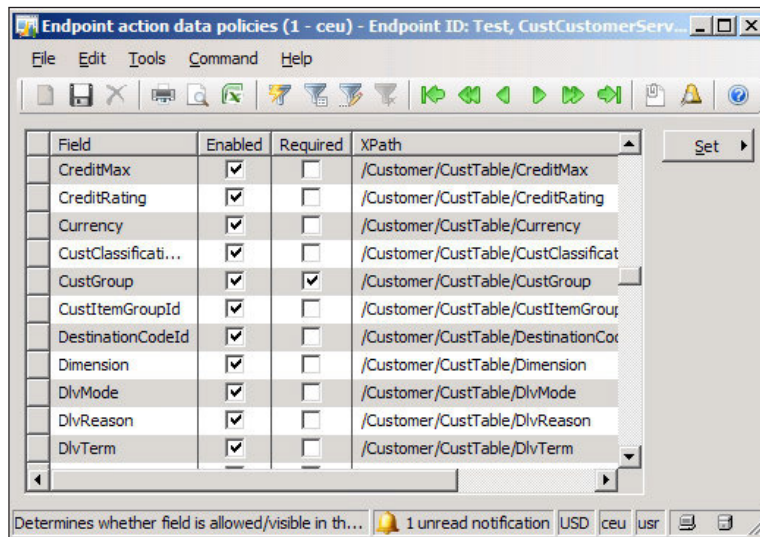 Endpoint action data policies (1 - ceu) - Endpoint ID: Test, CustCustomerServ...
File Edit Tools Command Help
Field Enabled Required XPath
Set
CreditMax /Customer/CustTable/CreditMax
CreditRating /Customer/CustTable/CreditRating
Currency /Customer/CustTable/Currency
CustClassificati... /Customer/CustTable/CustClassificat
CustGroup /Customer/CustTable/CustGroup
CustItemGroupId /Customer/CustTable/CustItemGroup
DestinationCodeId /Customer/CustTable/DestinationCod
Dimension /Customer/CustTable/Dimension
DlvMode /Customer/CustTable/DlvMode
DlvReason /Customer/CustTable/DlvReason
DlvTerm /Customer/CustTable/DlvTerm
Determines whether field is allowed/visible in th... 1 unread notification USD ceu usr